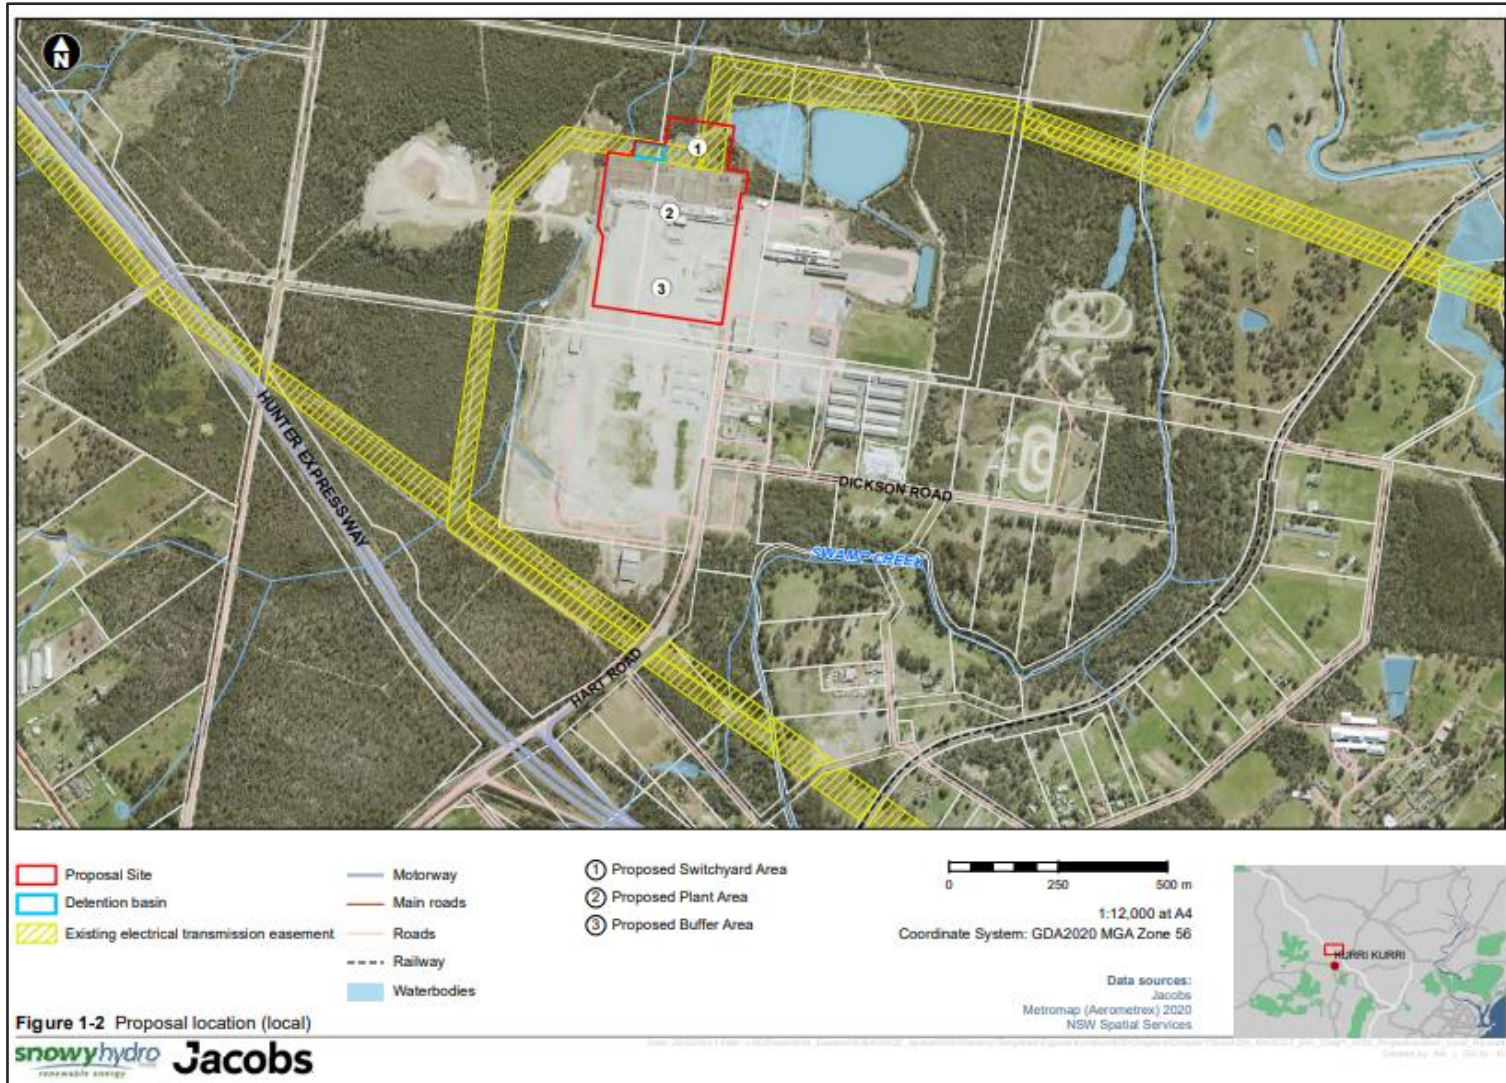 N
1
2
3
HUNTER EXPRESSWAY
DICKSON ROAD
SWAMP CREEK
HART ROAD
Proposal Site
Detention basin
Existing electrical transmission easement
Motorway
Main roads
Roads
Railway
Waterbodies
1 Proposed Switchyard Area
2 Proposed Plant Area
3 Proposed Buffer Area
0 250 500 m
1:12,000 at A4
Coordinate System: GDA2020 MGA Zone 56
Data sources:
Jacobs
Metromap (Aerometrex) 2020
NSW Spatial Services
KURRI KURRI
Figure 1-2 Proposal location (local)
snowyhydro
renewable energy
Jacobs